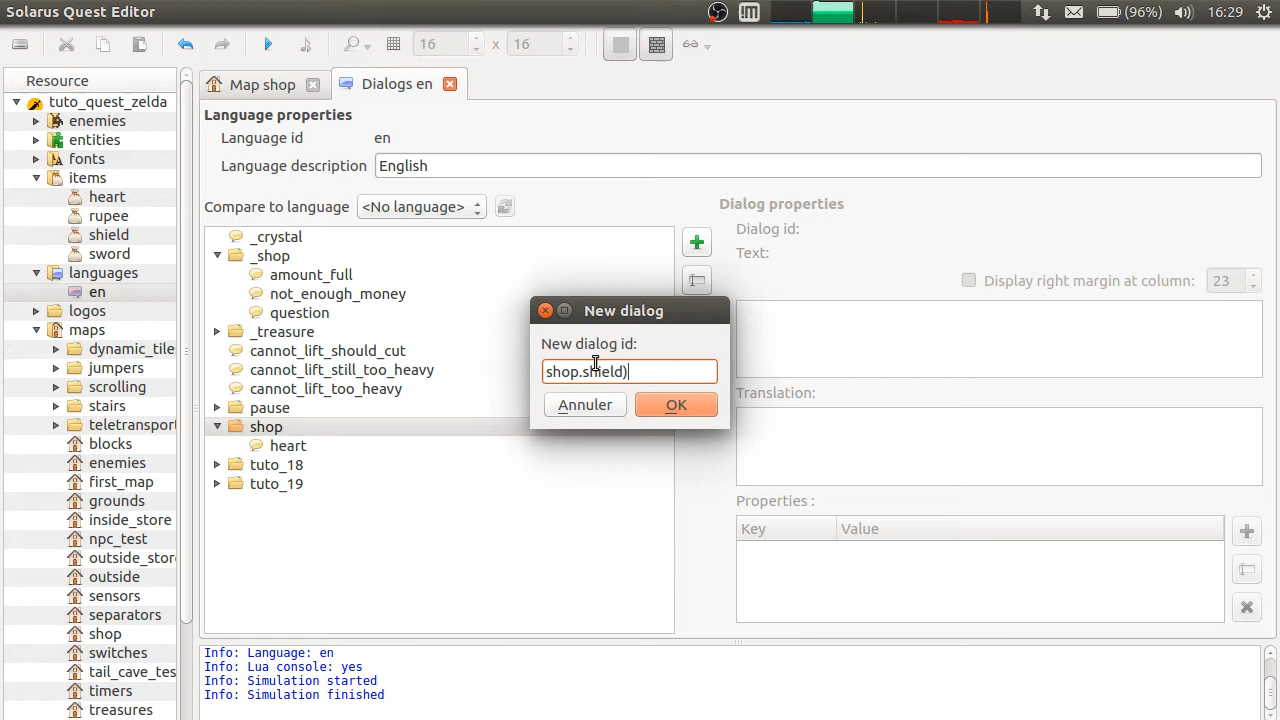 Solarus Quest Editor
(96%)
16:29
16
x
16
Resource
Map shop
Dialogs en
tuto_quest_zelda
enemies
entities
fonts
items
heart
rupee
shield
sword
languages
en
logos
maps
dynamic_tiles
jumpers
scrolling
stairs
teletransport
blocks
enemies
first_map
grounds
inside_store
npc_test
outside_stor
outside
sensors
separators
shop
switches
tail_cave_tes
timers
treasures
Language properties
Language id
en
Language description
English
Compare to language
<No language>
_crystal
_shop
amount_full
not_enough_money
question
_treasure
cannot_lift_should_cut
cannot_lift_still_too_heavy
cannot_lift_too_heavy
pause
shop
heart
tuto_18
tuto_19
New dialog
New dialog id:
shop.shield)
Annuler
OK
Dialog properties
Dialog id:
Text:
Display right margin at column:
23
Translation:
Properties :
Key
Value
Info: Language: en
Info: Lua console: yes
Info: Simulation started
Info: Simulation finished